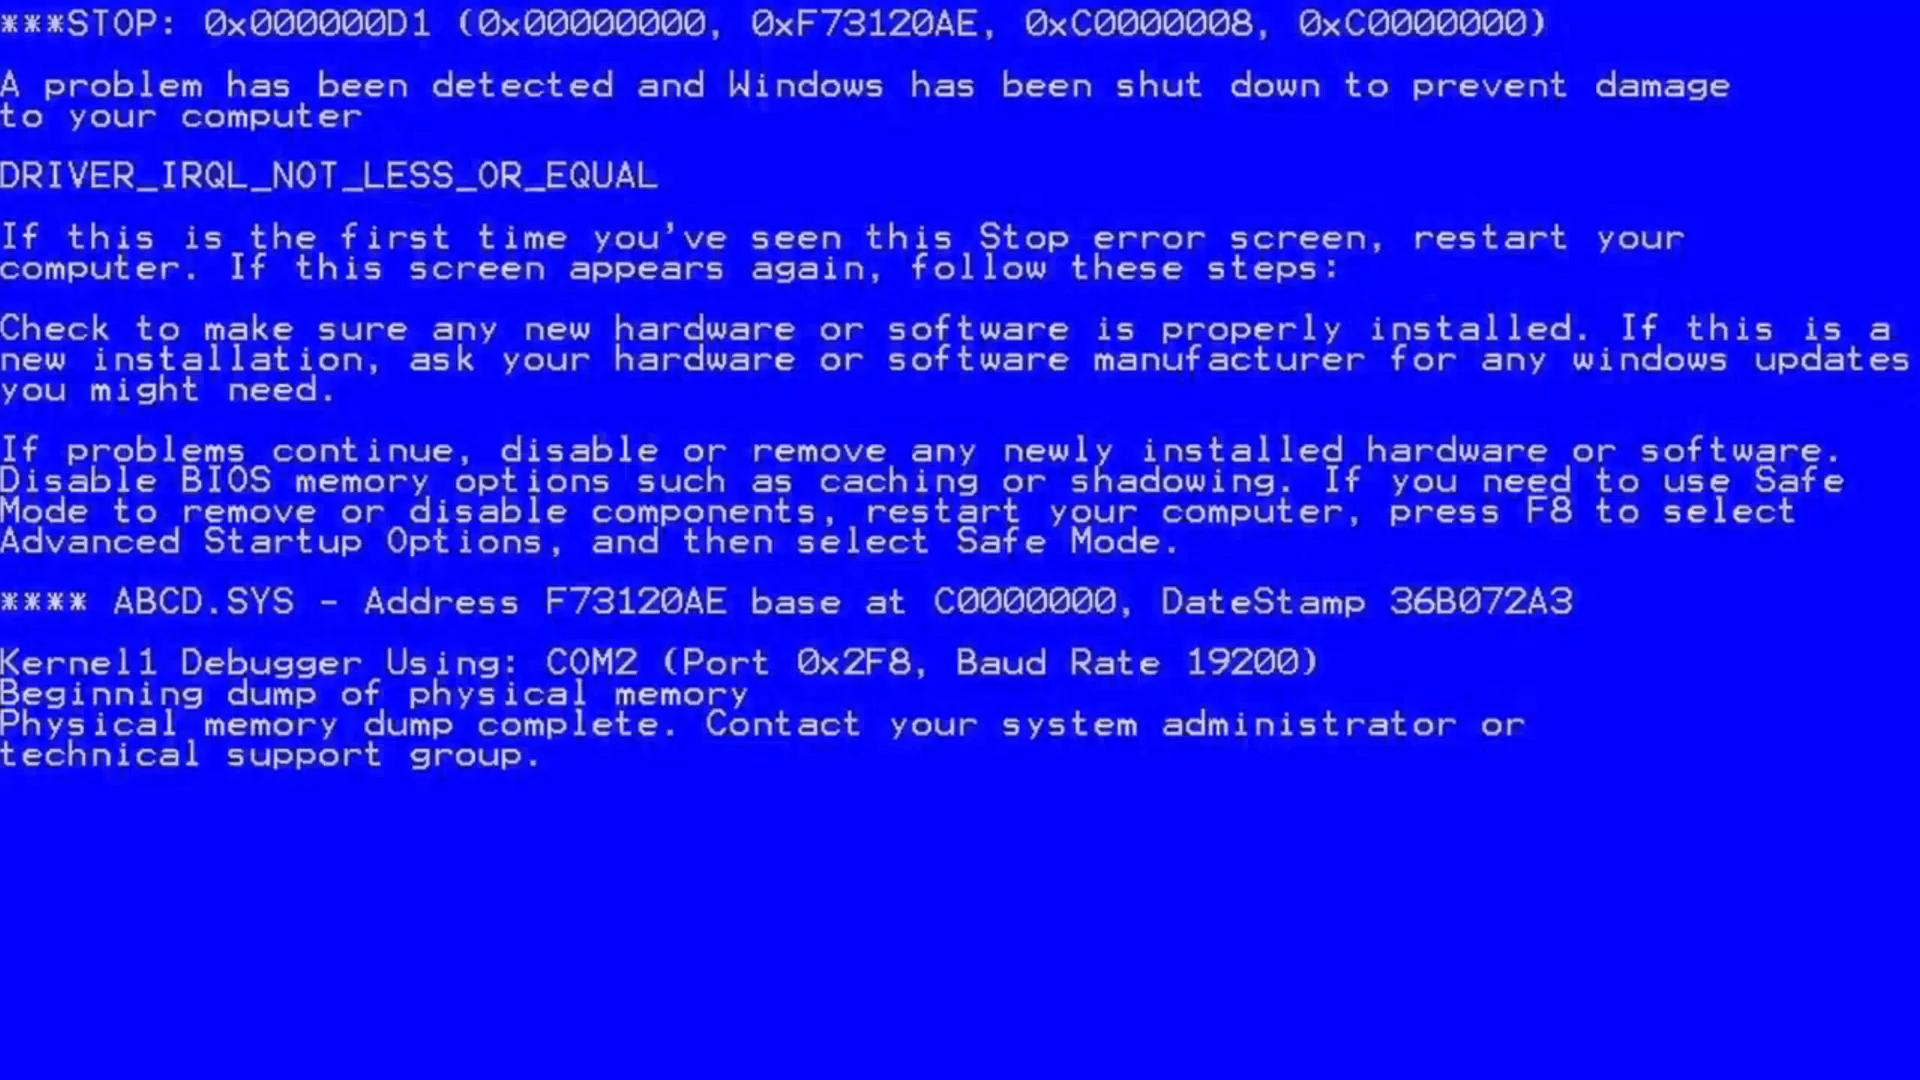 ***STOP: 0x000000D1 (0x00000000, 0xF73120AE, 0xC0000008, 0xC0000000)
A problem has been detected and Windows has been shut down to prevent damage
to your computer
DRIVER_IRQL_NOT_LESS_OR_EQUAL
If this is the first time you've seen this Stop error screen, restart your
computer. If this screen appears again, follow these steps:
Check to make sure any new hardware or software is properly installed. If this is a
new installation, ask your hardware or software manufacturer for any windows updates
you might need.
If problems continue, disable or remove any newly installed hardware or software.
Disable BIOS memory options such as caching or shadowing. If you need to use Safe
Mode to remove or disable components, restart your computer, press F8 to select
Advanced Startup Options, and then select Safe Mode.
**** ABCD.SYS - Address F73120AE base at C0000000, DateStamp 36B072A3
Kernel1 Debugger Using: COM2 (Port 0x2F8, Baud Rate 19200)
Beginning dump of physical memory
Physical memory dump complete. Contact your system administrator or
technical support group.